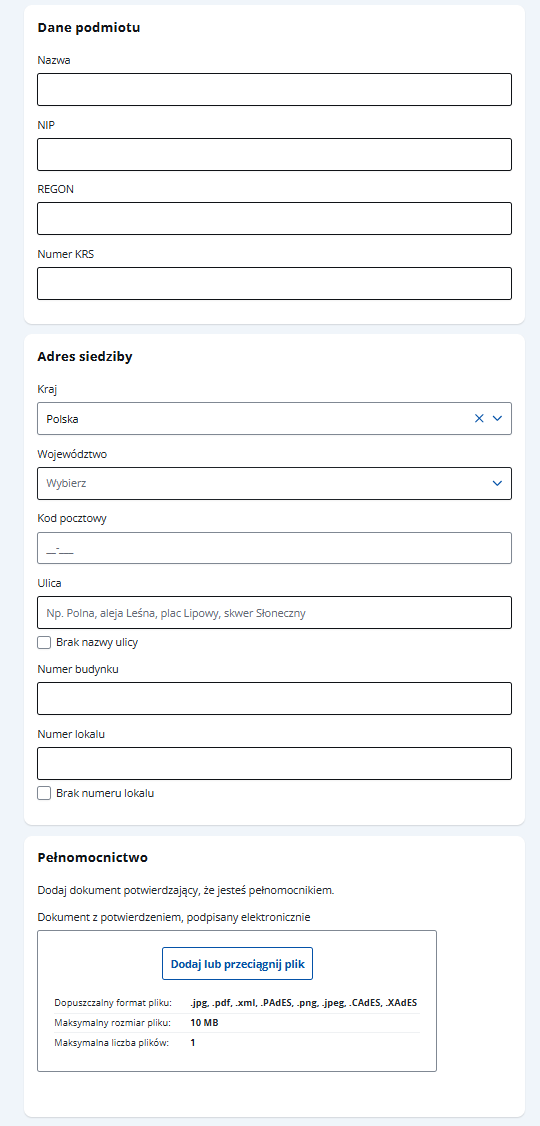 Dane podmiotu
Nazwa
NIP
REGON
Numer KRS
Adres siedziby
Kraj
Polska
Województwo
Wybierz
Kod pocztowy
__-___
Ulica
Np. Polna, aleja Leśna, plac Lipowy, skwer Słoneczny
Brak nazwy ulicy
Numer budynku
Numer lokalu
Brak numeru lokalu
Pełnomocnictwo
Dodaj dokument potwierdzający, że jesteś pełnomocnikiem.
Dokument z potwierdzeniem, podpisany elektronicznie
Dodaj lub przeciągnij plik
Dopuszczalny format pliku: .jpg, .pdf, .xml, .PAdES, .png, .jpeg, .CAdES, .XAdES
Maksymalny rozmiar pliku: 10 MB
Maksymalna liczba plików: 1